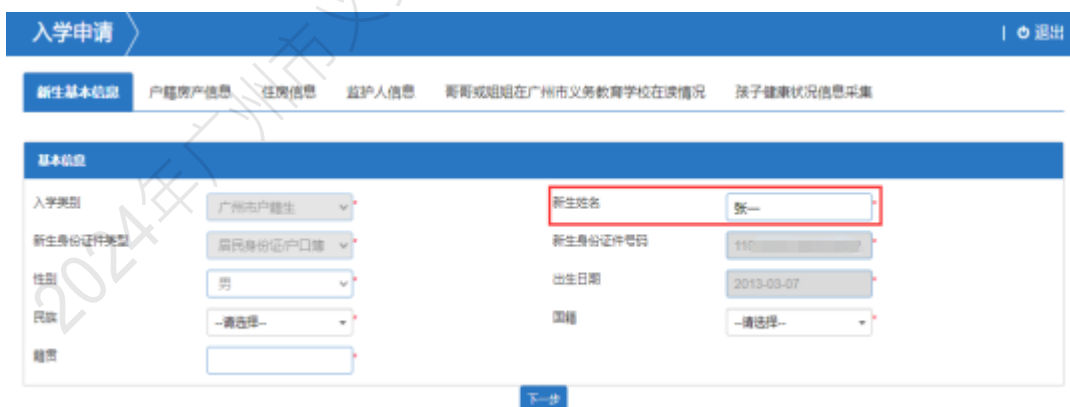 入学申请
退出
新生基本信息 户籍房产信息 住房信息 监护人信息 哥哥或姐姐在广州市义务教育学校在读情况 孩子健康状况信息采集
基本信息
入学类别 广州市户籍生 * 新生姓名 张一 *
新生身份证件类型 居民身份证/户口簿 * 新生身份证件号码 110 *
性别 男 * 出生日期 2013-03-07 *
民族 --请选择-- * 国籍 --请选择-- *
籍贯 *
下一步
2024年广州市义